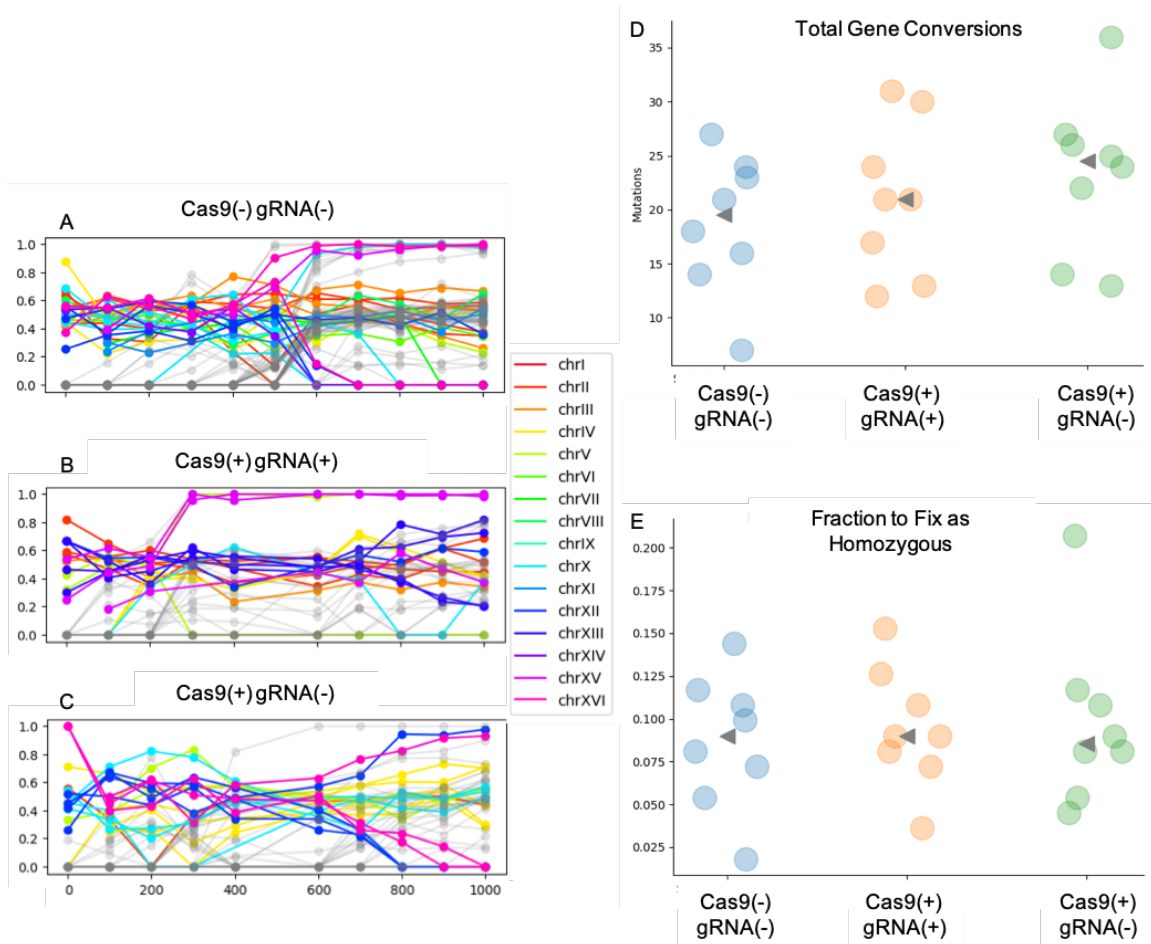 A
Cas9(-) gRNA(-)
1.0
0.8
0.6
0.4
0.2
0.0
B
Cas9(+) gRNA(+)
1.0
0.8
0.6
0.4
0.2
0.0
C
Cas9(+) gRNA(-)
1.0
0.8
0.6
0.4
0.2
0.0
0 200 400 600 800 1000
chrI
chrII
chrIII
chrIV
chrV
chrVI
chrVII
chrVIII
chrIX
chrX
chrXI
chrXII
chrXIII
chrXIV
chrXV
chrXVI
D
Total Gene Conversions
Mutations
35
30
25
20
15
10
Cas9(-) Cas9(+) Cas9(+)
gRNA(-) gRNA(+) gRNA(-)
E
Fraction to Fix as
Homozygous
0.200
0.175
0.150
0.125
0.100
0.075
0.050
0.025
Cas9(-) Cas9(+) Cas9(+)
gRNA(-) gRNA(+) gRNA(-)